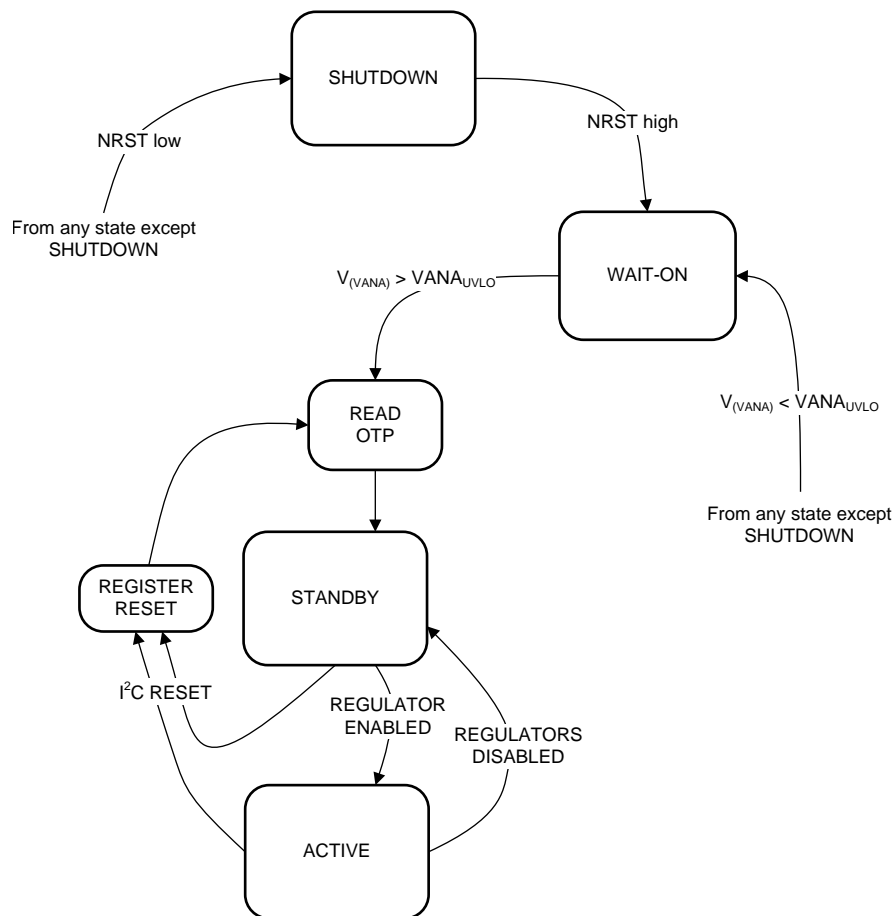 SHUTDOWN
NRST low
NRST high
From any state except
SHUTDOWN
WAIT-ON
V(VANA) > VANAUVLO
V(VANA) < VANAUVLO
READ
OTP
From any state except
SHUTDOWN
REGISTER
RESET
STANDBY
I²C RESET
REGULATOR
ENABLED
REGULATORS
DISABLED
ACTIVE